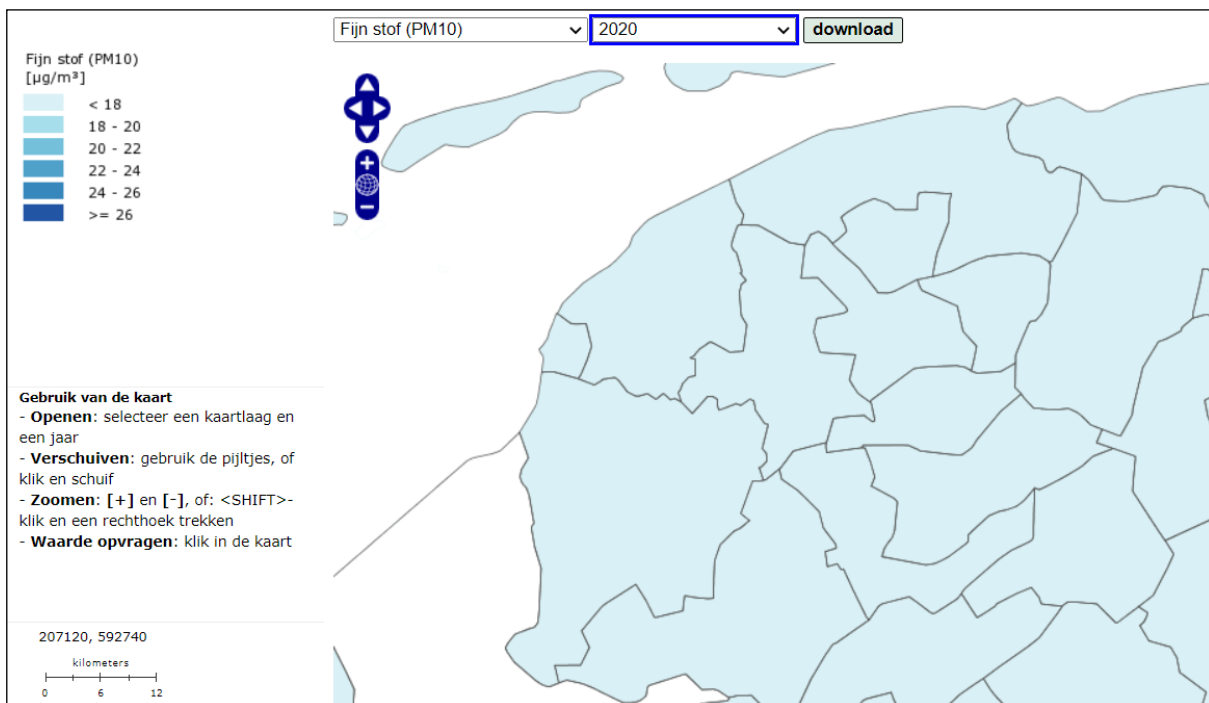 Fijn stof (PM10)
2020
download
Fijn stof (PM10)
[µg/m³]
< 18
18 - 20
20 - 22
22 - 24
24 - 26
>= 26
Gebruik van de kaart
- Openen: selecteer een kaartlaag en
een jaar
- Verschuiven: gebruik de pijltjes, of
klik en schuif
- Zoomen: [+] en [-], of: <SHIFT>-
klik en een rechthoek trekken
- Waarde opvragen: klik in de kaart
207120, 592740
kilometers
0 6 12